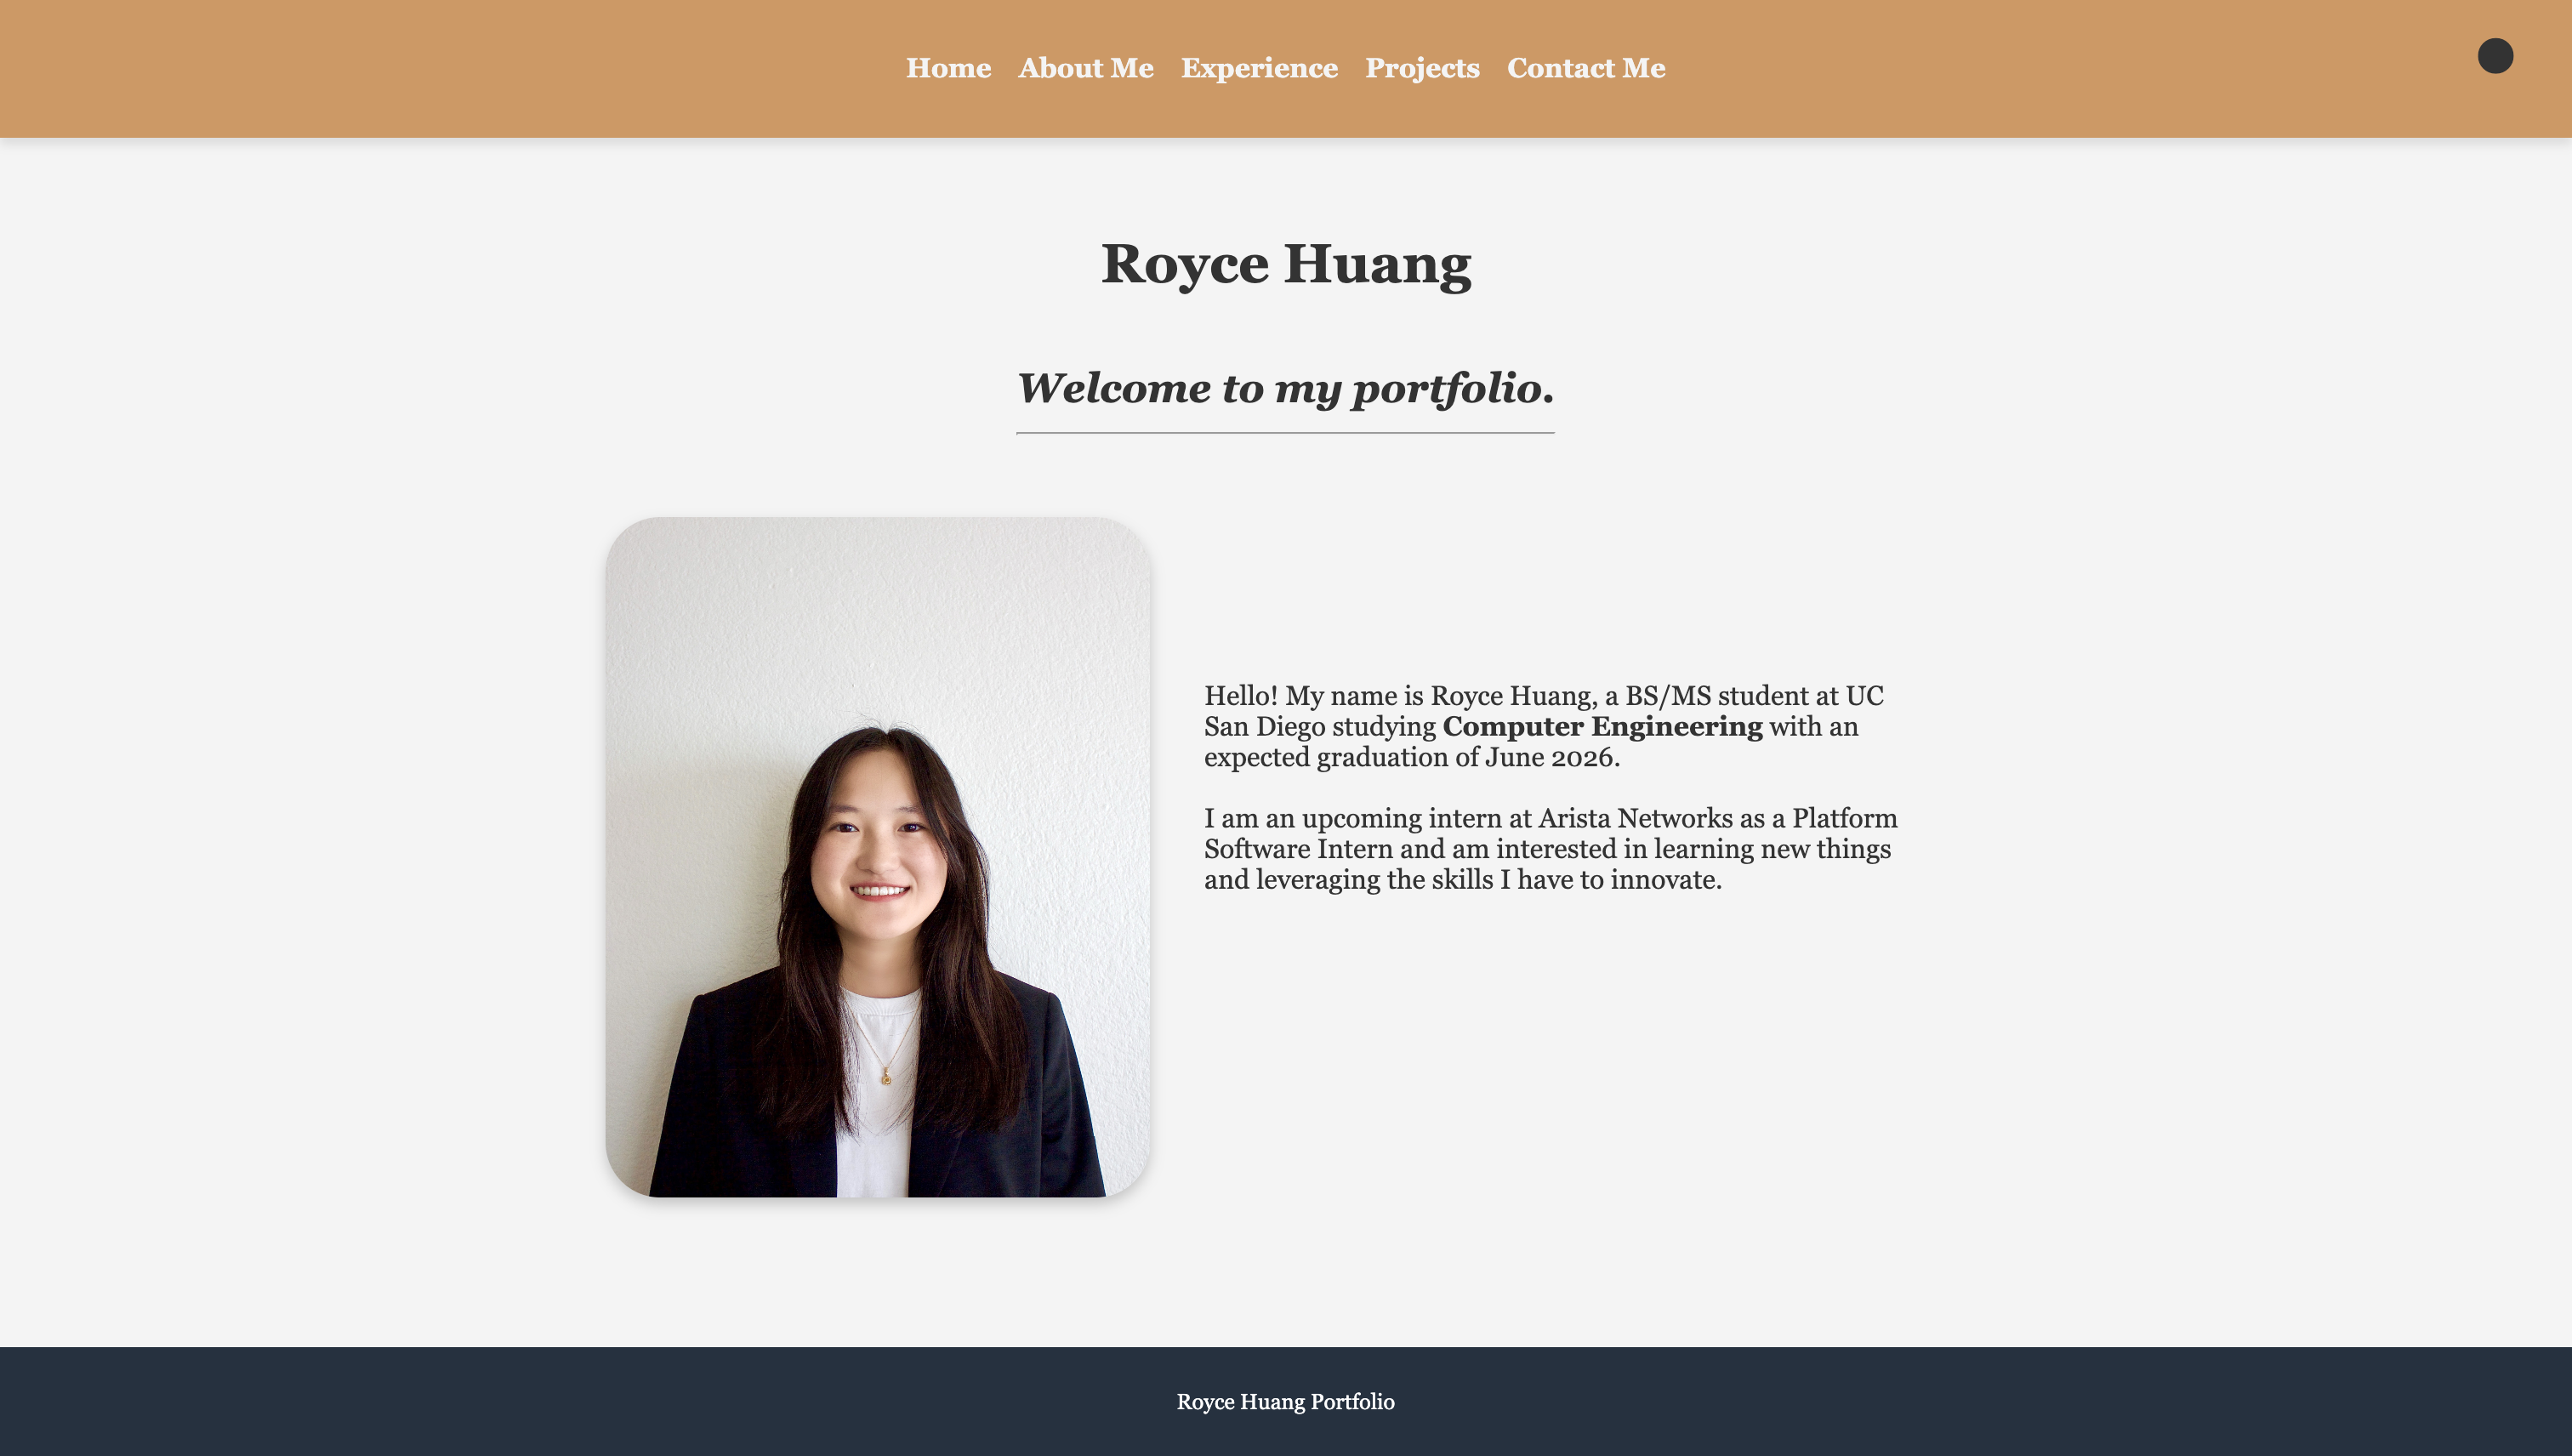 Home About Me Experience Projects Contact Me
Royce Huang
Welcome to my portfolio.
Hello! My name is Royce Huang, a BS/MS student at UC
San Diego studying Computer Engineering with an
expected graduation of June 2026.
I am an upcoming intern at Arista Networks as a Platform
Software Intern and am interested in learning new things
and leveraging the skills I have to innovate.
Royce Huang Portfolio